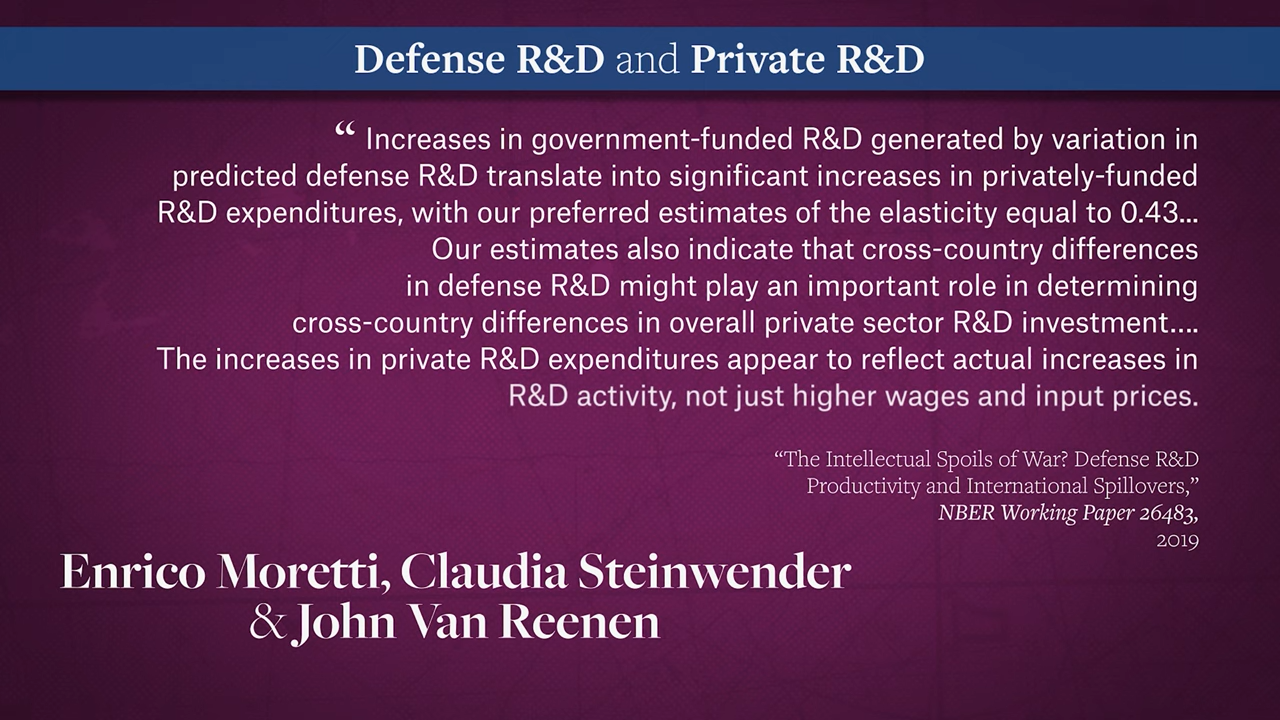 Defense R&D and Private R&D
“ Increases in government-funded R&D generated by variation in
predicted defense R&D translate into significant increases in privately-funded
R&D expenditures, with our preferred estimates of the elasticity equal to 0.43...
Our estimates also indicate that cross-country differences
in defense R&D might play an important role in determining
cross-country differences in overall private sector R&D investment....
The increases in private R&D expenditures appear to reflect actual increases in
R&D activity, not just higher wages and input prices.
“The Intellectual Spoils of War? Defense R&D
Productivity and International Spillovers,”
NBER Working Paper 26483,
2019
Enrico Moretti, Claudia Steinwender
& John Van Reenen